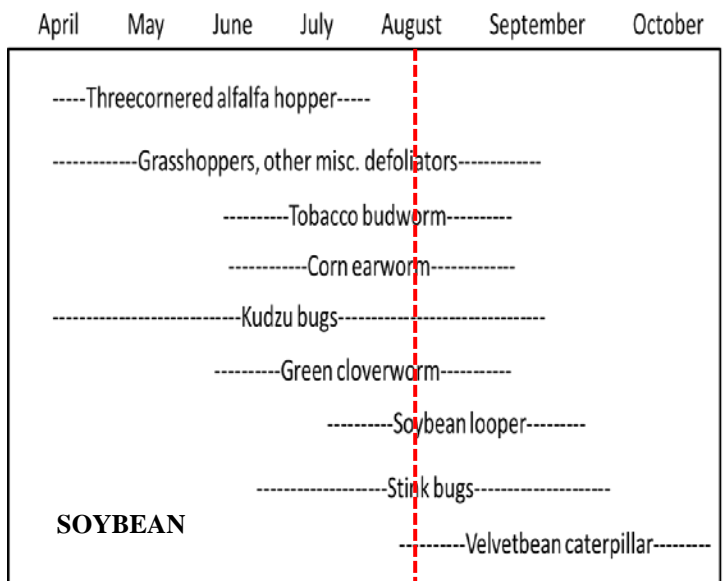 April May June July August September October
-----Threecornered alfalfa hopper-----
-------------Grasshoppers, other misc. defoliators-------------
----------Tobacco budworm----------
------------Corn earworm-------------
-----------------------------Kudzu bugs--------------------------------
----------Green cloverworm-----------
----------Soybean looper---------
--------------------Stink bugs---------------------
SOYBEAN
----------Velvetbean caterpillar---------